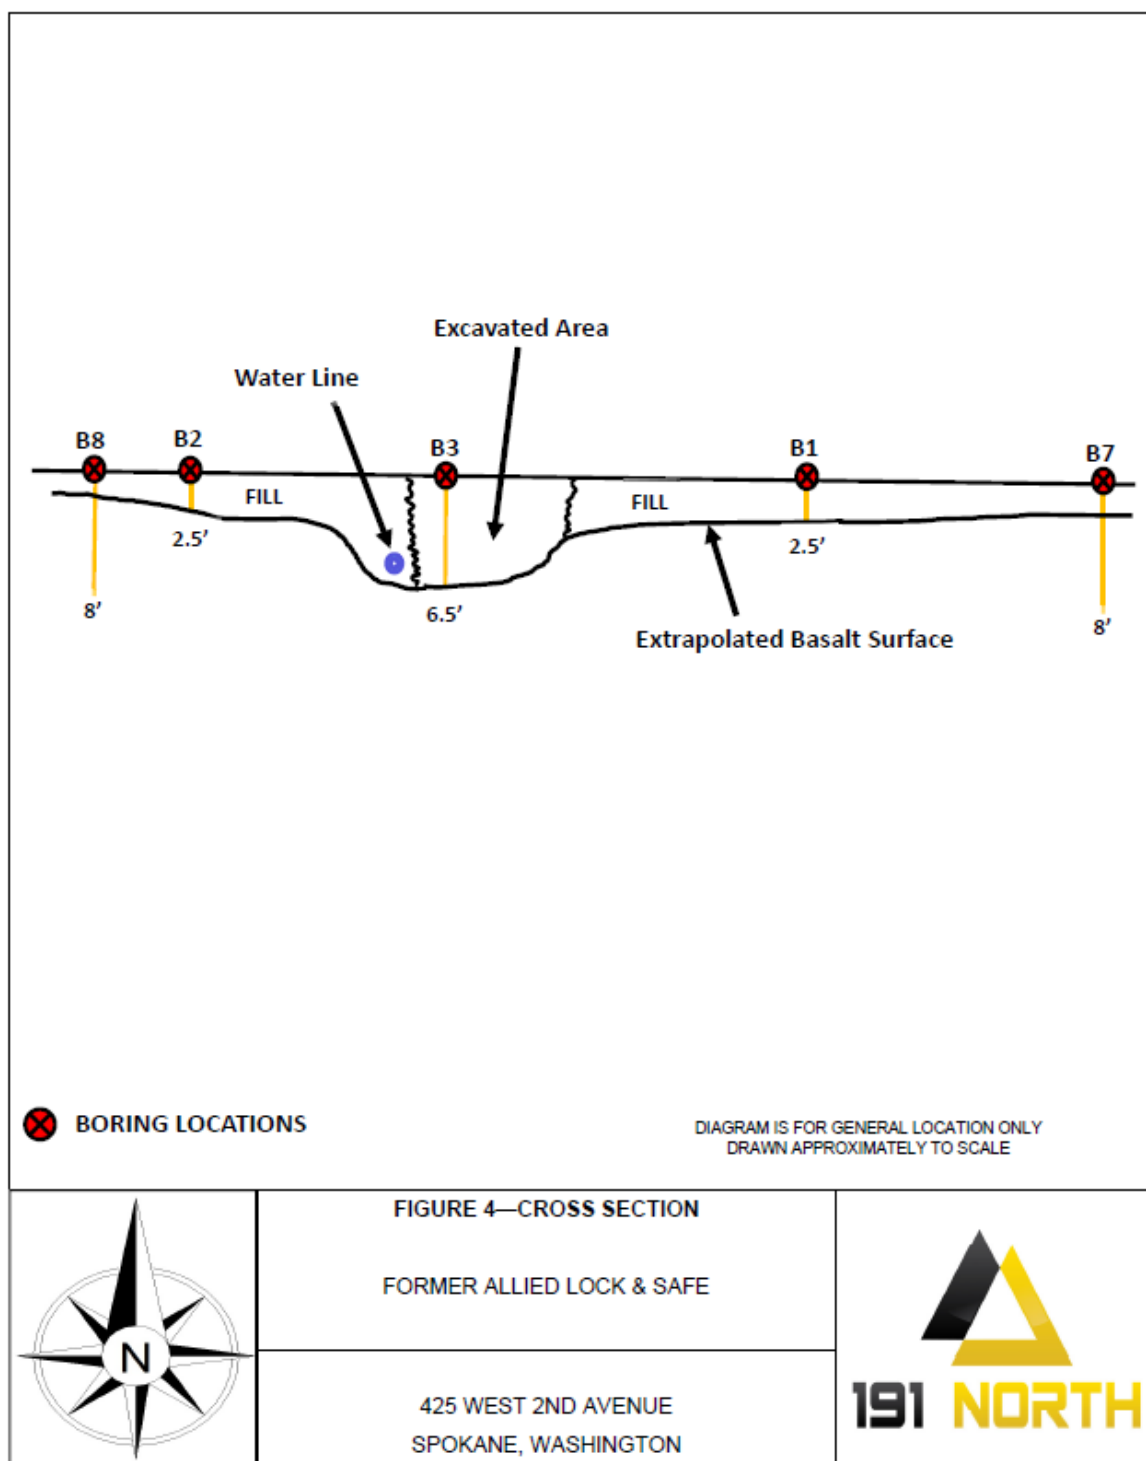 Excavated Area
Water Line
B8
B2
B3
B1
B7
FILL
FILL
2.5’
2.5’
8’
6.5’
8’
Extrapolated Basalt Surface
BORING LOCATIONS
DIAGRAM IS FOR GENERAL LOCATION ONLY
DRAWN APPROXIMATELY TO SCALE
N
FIGURE 4—CROSS SECTION
FORMER ALLIED LOCK & SAFE
425 WEST 2ND AVENUE
SPOKANE, WASHINGTON
191 NORTH